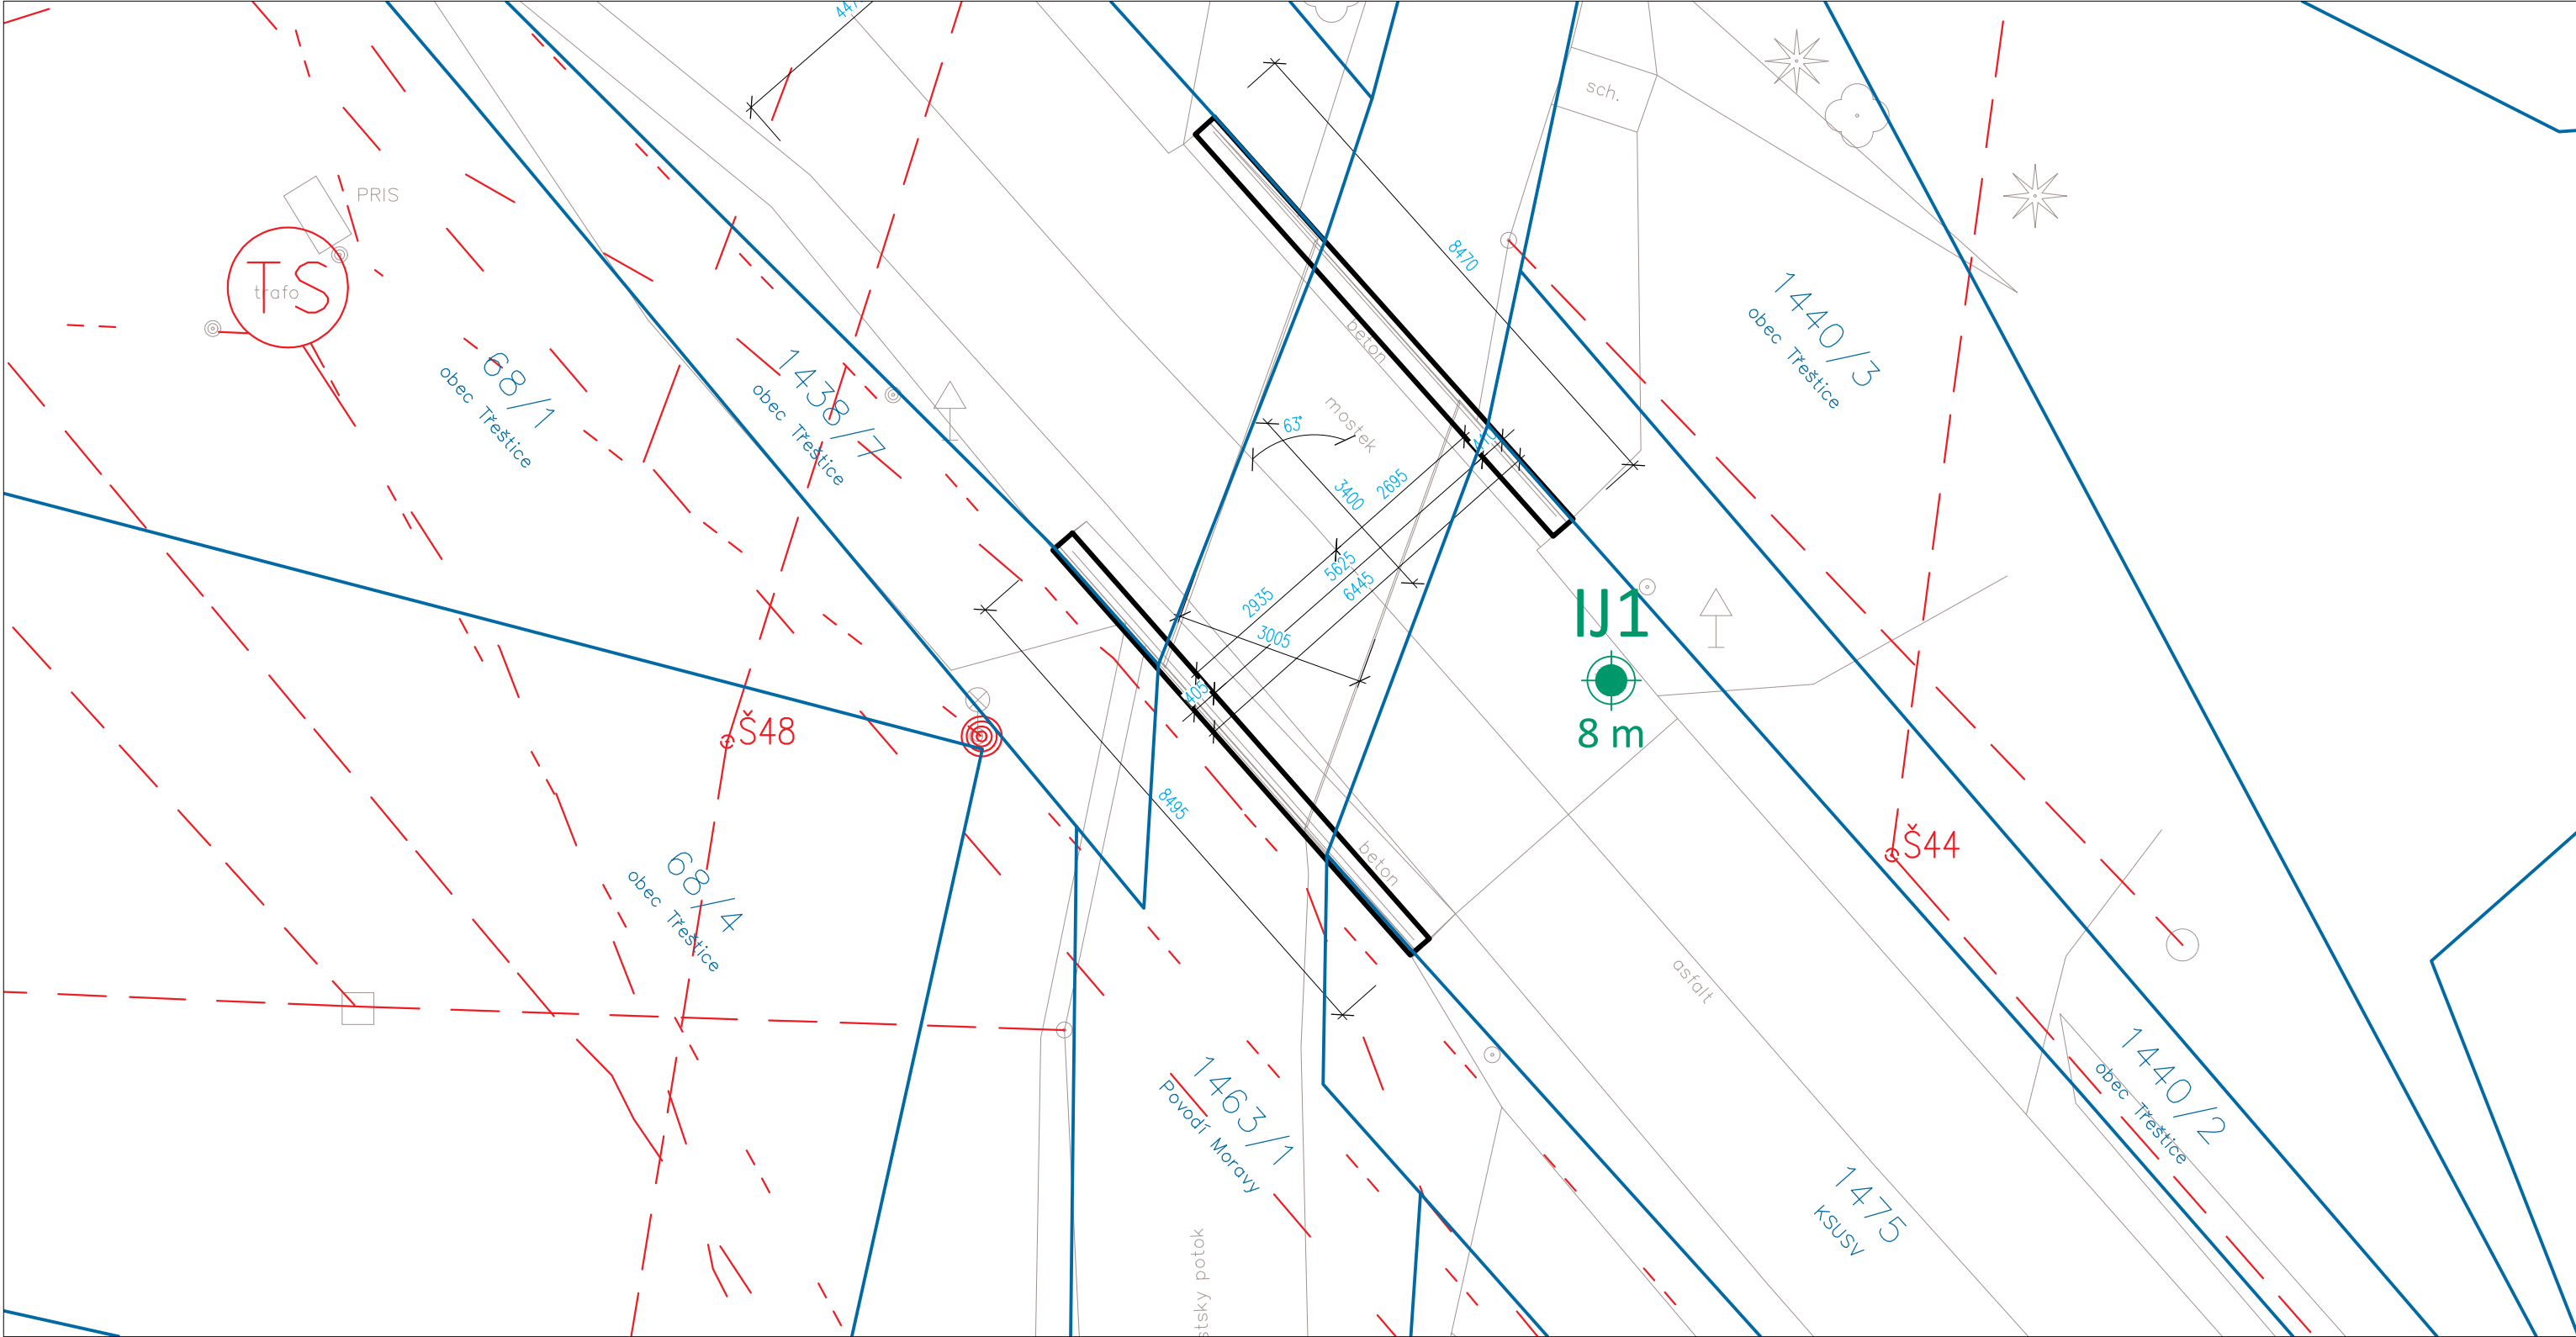 sch.
PRIS
TS
trafo
8470
1440/3
obec Třeštice
68/1
obec Třeštice
1438/7
obec Třeštice
beton
mostek
63°
3400
2695
5625
6445
2935
3005
405
IJ1
8 m
Š48
8495
beton
Š44
68/4
obec Třeštice
asfalt
1463/1
Povodí Moravy
1440/2
obec Třeštice
1475
KSUSV
potok